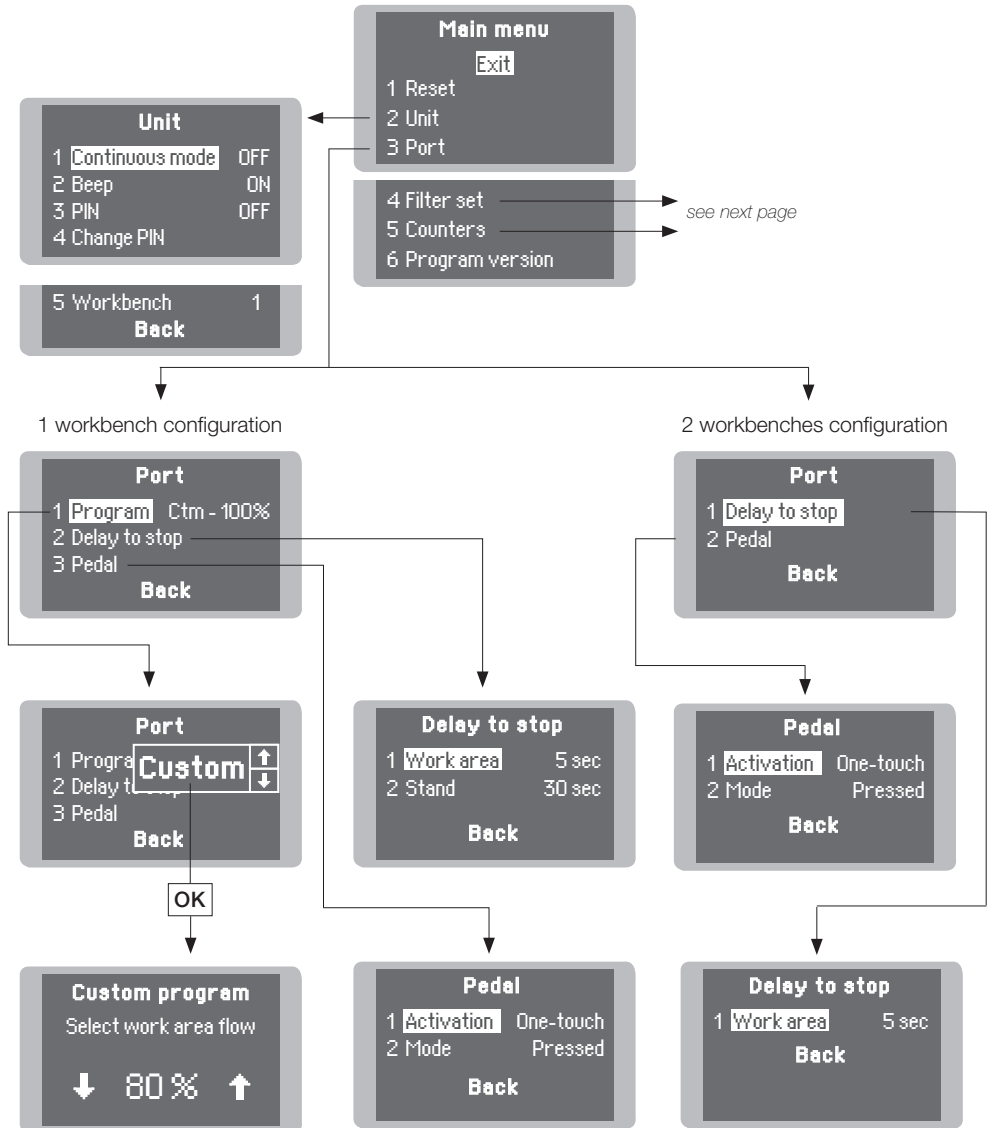 Main menu
Exit
1 Reset
2 Unit
3 Port
4 Filter set
5 Counters
6 Program version
see next page
Unit
1 Continuous mode OFF
2 Beep ON
3 PIN OFF
4 Change PIN
5 Workbench 1
Back
1 workbench configuration
Port
1 Program Ctm - 100%
2 Delay to stop
3 Pedal
Back
2 workbenches configuration
Port
1 Delay to stop
2 Pedal
Back
Port
1 Progra
Custom
2 Delay t
3 Pedal
Back
OK
Delay to stop
1 Work area 5 sec
2 Stand 30 sec
Back
Pedal
1 Activation One-touch
2 Mode Pressed
Back
Custom program
Select work area flow
80 %
Pedal
1 Activation One-touch
2 Mode Pressed
Back
Delay to stop
1 Work area 5 sec
Back